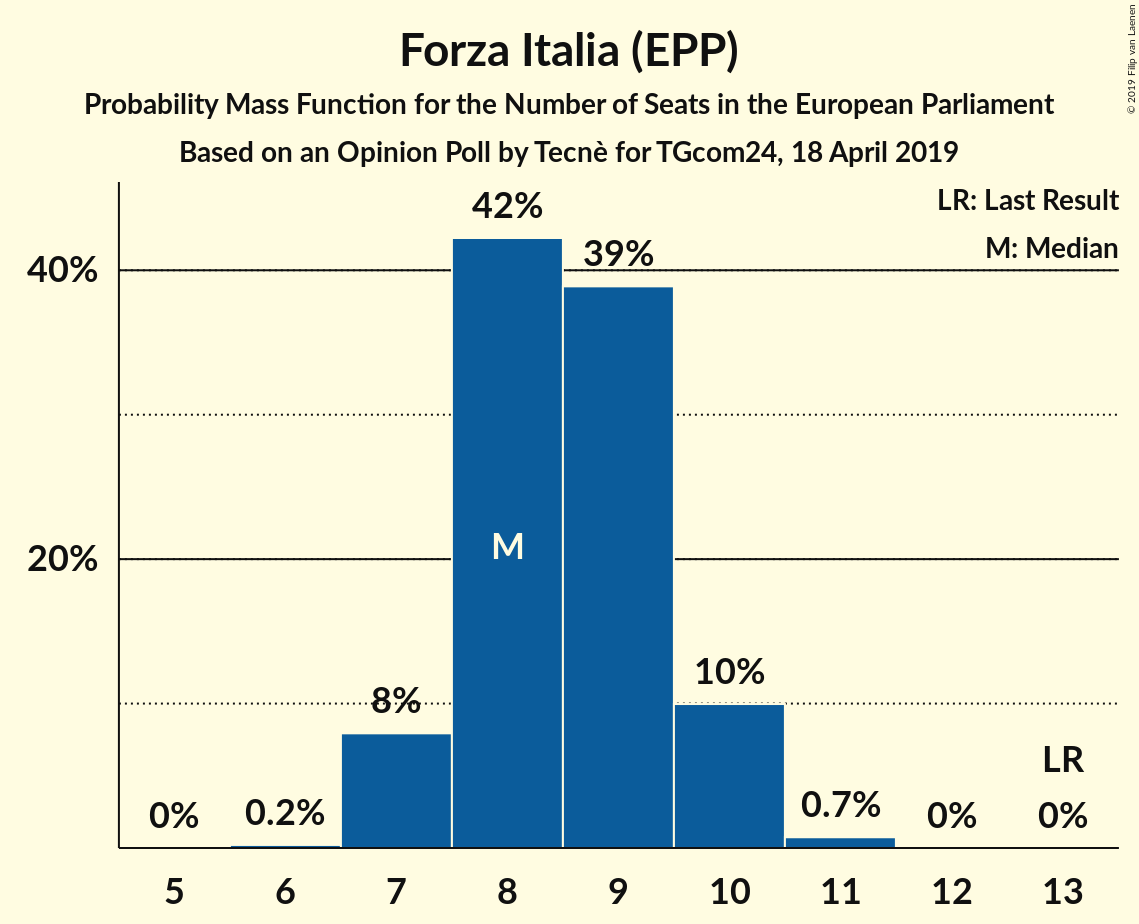 Forza Italia (EPP)
Probability Mass Function for the Number of Seats in the European Parliament
Based on an Opinion Poll by Tecnè for TGcom24, 18 April 2019
© 2019 Filip van Laenen
LR: Last Result
M: Median
42%
39%
40%
M
20%
10%
8%
LR
0%
0.2%
0.7%
0%
0%
5 6 7 8 9 10 11 12 13